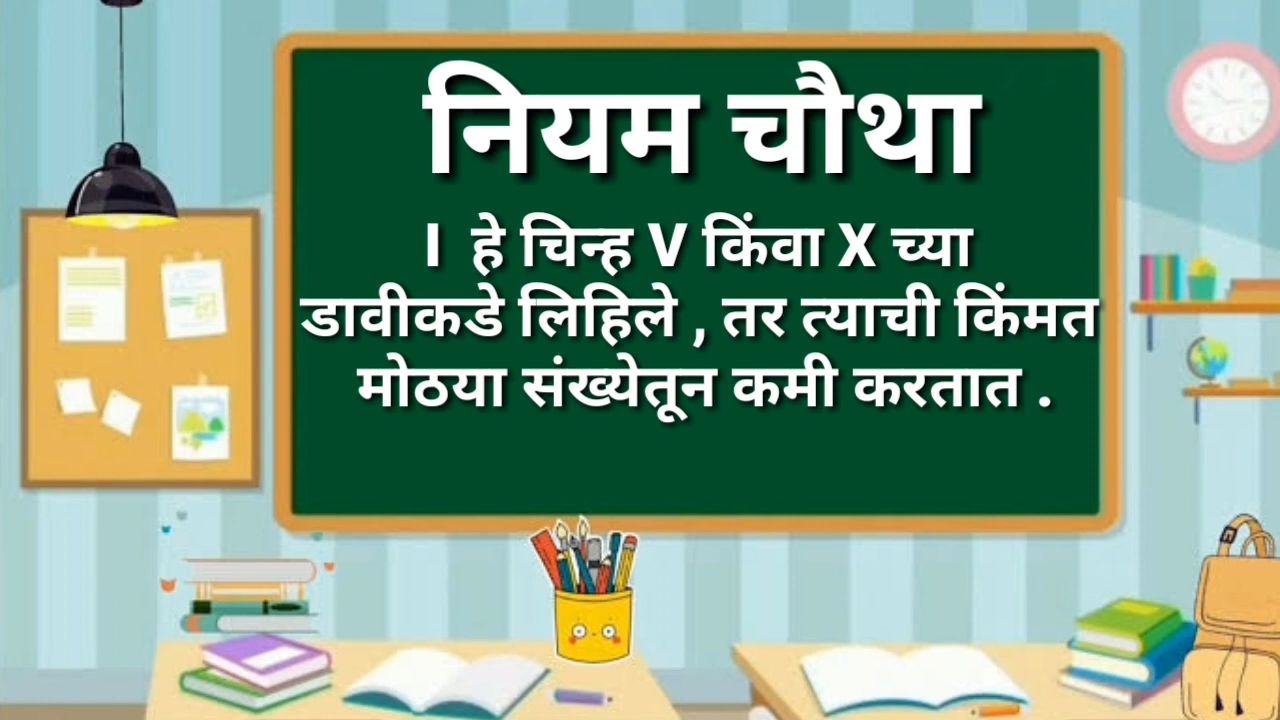 नियम चौथा
I हे चिन्ह V किंवा X च्या
डावीकडे लिहिले , तर त्याची किंमत
मोठया संख्येतून कमी करतात .